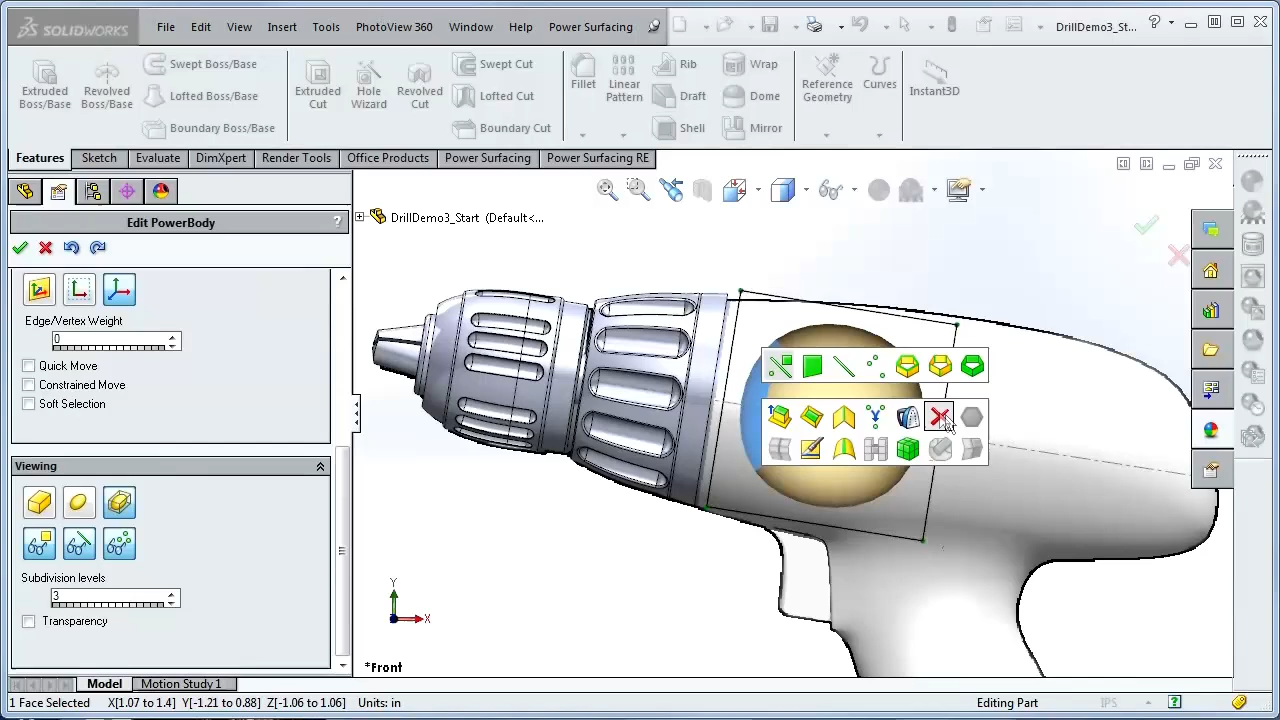 SOLIDWORKS File Edit View Insert Tools PhotoView 360 Window Help Power Surfacing DrillDemo3_St... ?
Extruded Boss/Base
Revolved Boss/Base
Swept Boss/Base
Lofted Boss/Base
Boundary Boss/Base
Extruded Cut
Hole Wizard
Revolved Cut
Swept Cut
Lofted Cut
Boundary Cut
Fillet
Linear Pattern
Rib
Draft
Shell
Wrap
Dome
Mirror
Reference Geometry
Curves
Instant3D
Features Sketch Evaluate DimXpert Render Tools Office Products Power Surfacing Power Surfacing RE
Edit PowerBody ?
DrillDemo3_Start (Default<...
Edge/Vertex Weight
0
Quick Move
Constrained Move
Soft Selection
Viewing
Subdivision levels
3
Transparency
Y
X
*Front
Model Motion Study 1
1 Face Selected X[1.07 to 1.4] Y[-1.21 to 0.88] Z[-1.06 to 1.06] Units: in Editing Part IPS ?